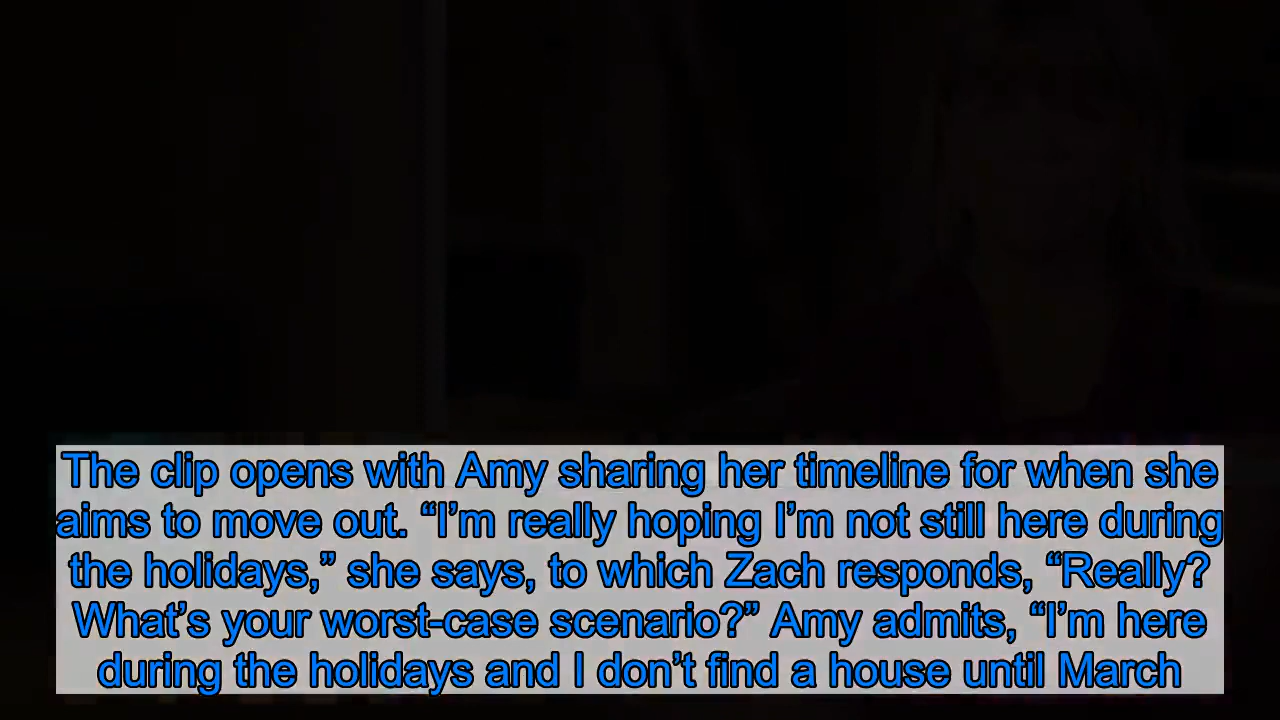 The clip opens with Amy sharing her timeline for when she
aims to move out. “I’m really hoping I’m not still here during
the holidays,” she says, to which Zach responds, “Really?
What’s your worst-case scenario?” Amy admits, “I’m here
during the holidays and I don’t find a house until March